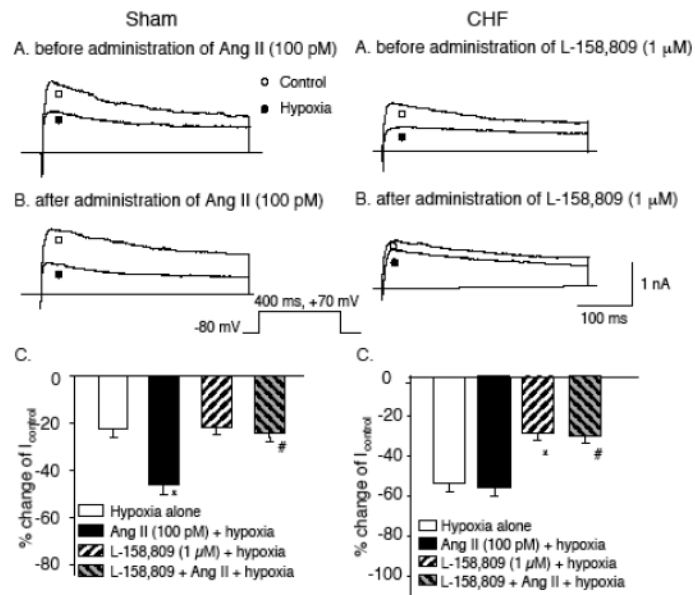 Sham
CHF
A. before administration of Ang II (100 pM)
A. before administration of L-158,809 (1 µM)
Control
Hypoxia
B. after administration of Ang II (100 pM)
B. after administration of L-158,809 (1 µM)
400 ms, +70 mV
-80 mV
1 nA
100 ms
C.
% change of Icontrol
0
-20
-40
-60
-80
*
#
Hypoxia alone
Ang II (100 pM) + hypoxia
L-158,809 (1 µM) + hypoxia
L-158,809 + Ang II + hypoxia
C.
% change of Icontrol
0
-20
-40
-60
-80
-100
*
#
Hypoxia alone
Ang II (100 pM) + hypoxia
L-158,809 (1 µM) + hypoxia
L-158,809 + Ang II + hypoxia